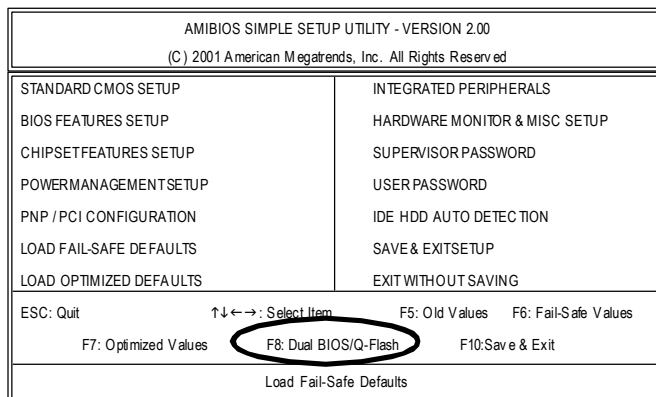 AMIBIOS SIMPLE SETUP UTILITY - VERSION 2.00
(C) 2001 American Megatrends, Inc. All Rights Reserved
STANDARD CMOS SETUP
INTEGRATED PERIPHERALS
BIOS FEATURES SETUP
HARDWARE MONITOR & MISC SETUP
CHIPSET FEATURES SETUP
SUPERVISOR PASSWORD
POWER MANAGEMENT SETUP
USER PASSWORD
PNP / PCI CONFIGURATION
IDE HDD AUTO DETECTION
LOAD FAIL-SAFE DEFAULTS
SAVE & EXIT SETUP
LOAD OPTIMIZED DEFAULTS
EXIT WITHOUT SAVING
ESC: Quit ↑↓←→: Select Item F5: Old Values F6: Fail-Safe Values
F7: Optimized Values F8: Dual BIOS/Q-Flash F10:Save & Exit
Load Fail-Safe Defaults